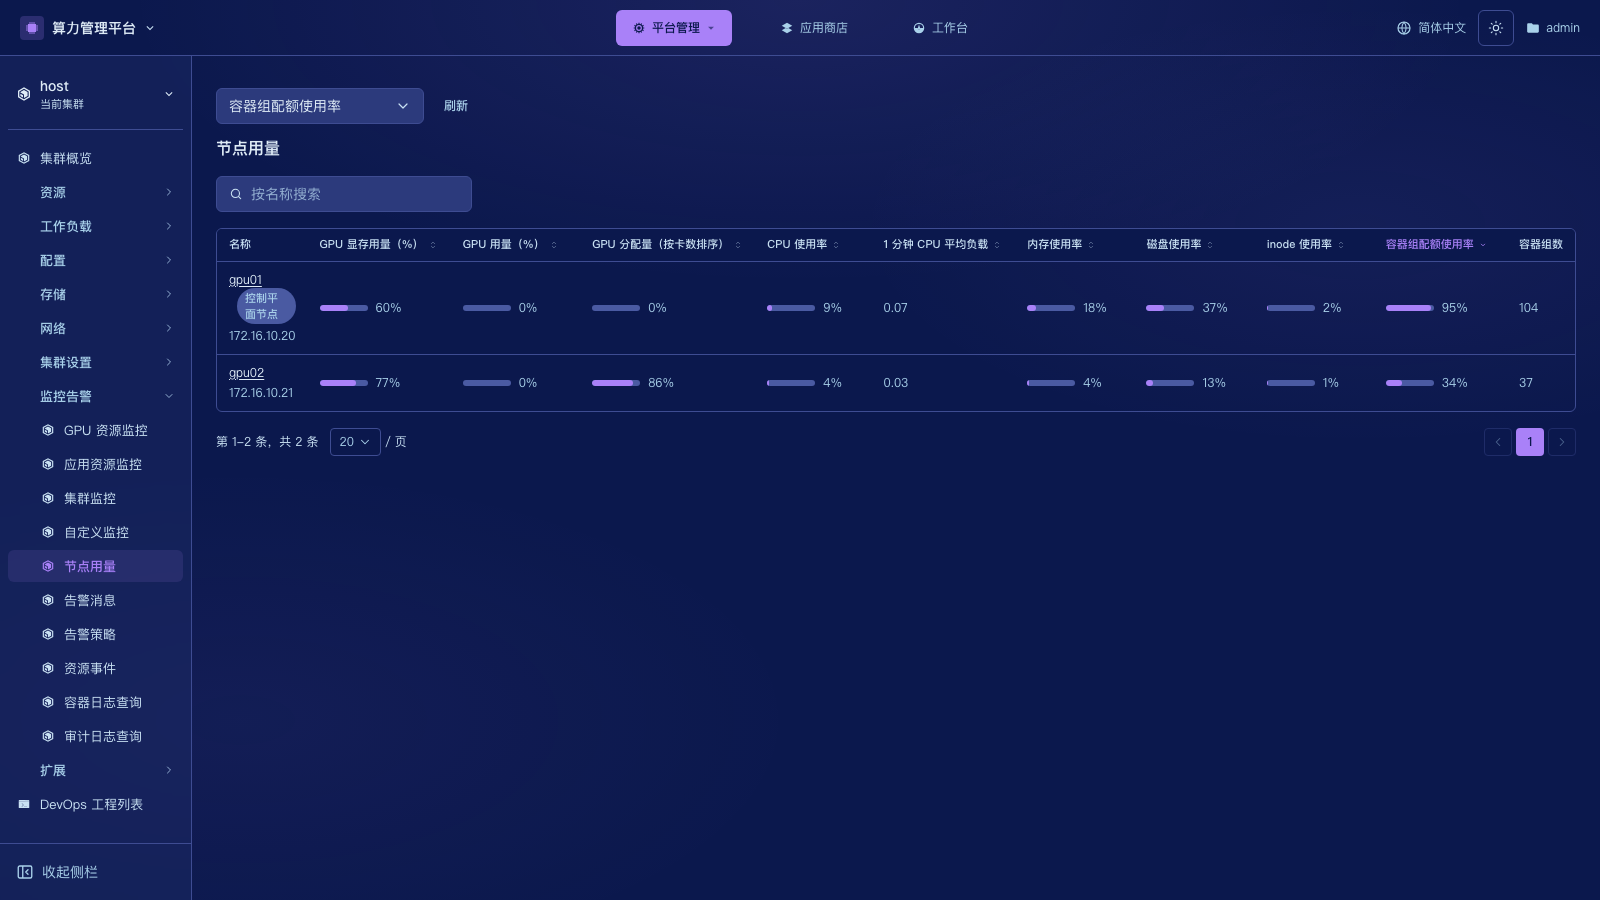 算力管理平台
平台管理
应用商店
工作台
简体中文
admin
host
当前集群
集群概览
资源
工作负载
配置
存储
网络
集群设置
监控告警
GPU 资源监控
应用资源监控
集群监控
自定义监控
节点用量
告警消息
告警策略
资源事件
容器日志查询
审计日志查询
扩展
DevOps 工程列表
收起侧栏
容器组配额使用率
刷新
节点用量
按名称搜索
名称 GPU 显存用量（%） GPU 用量（%） GPU 分配量（按卡数排序） CPU 使用率 1 分钟 CPU 平均负载 内存使用率 磁盘使用率 inode 使用率 容器组配额使用率 容器组数
gpu01
控制平
面节点
172.16.10.20
60% 0% 0% 9% 0.07 18% 37% 2% 95% 104
gpu02
172.16.10.21
77% 0% 86% 4% 0.03 4% 13% 1% 34% 37
第 1-2 条，共 2 条 20 / 页
1